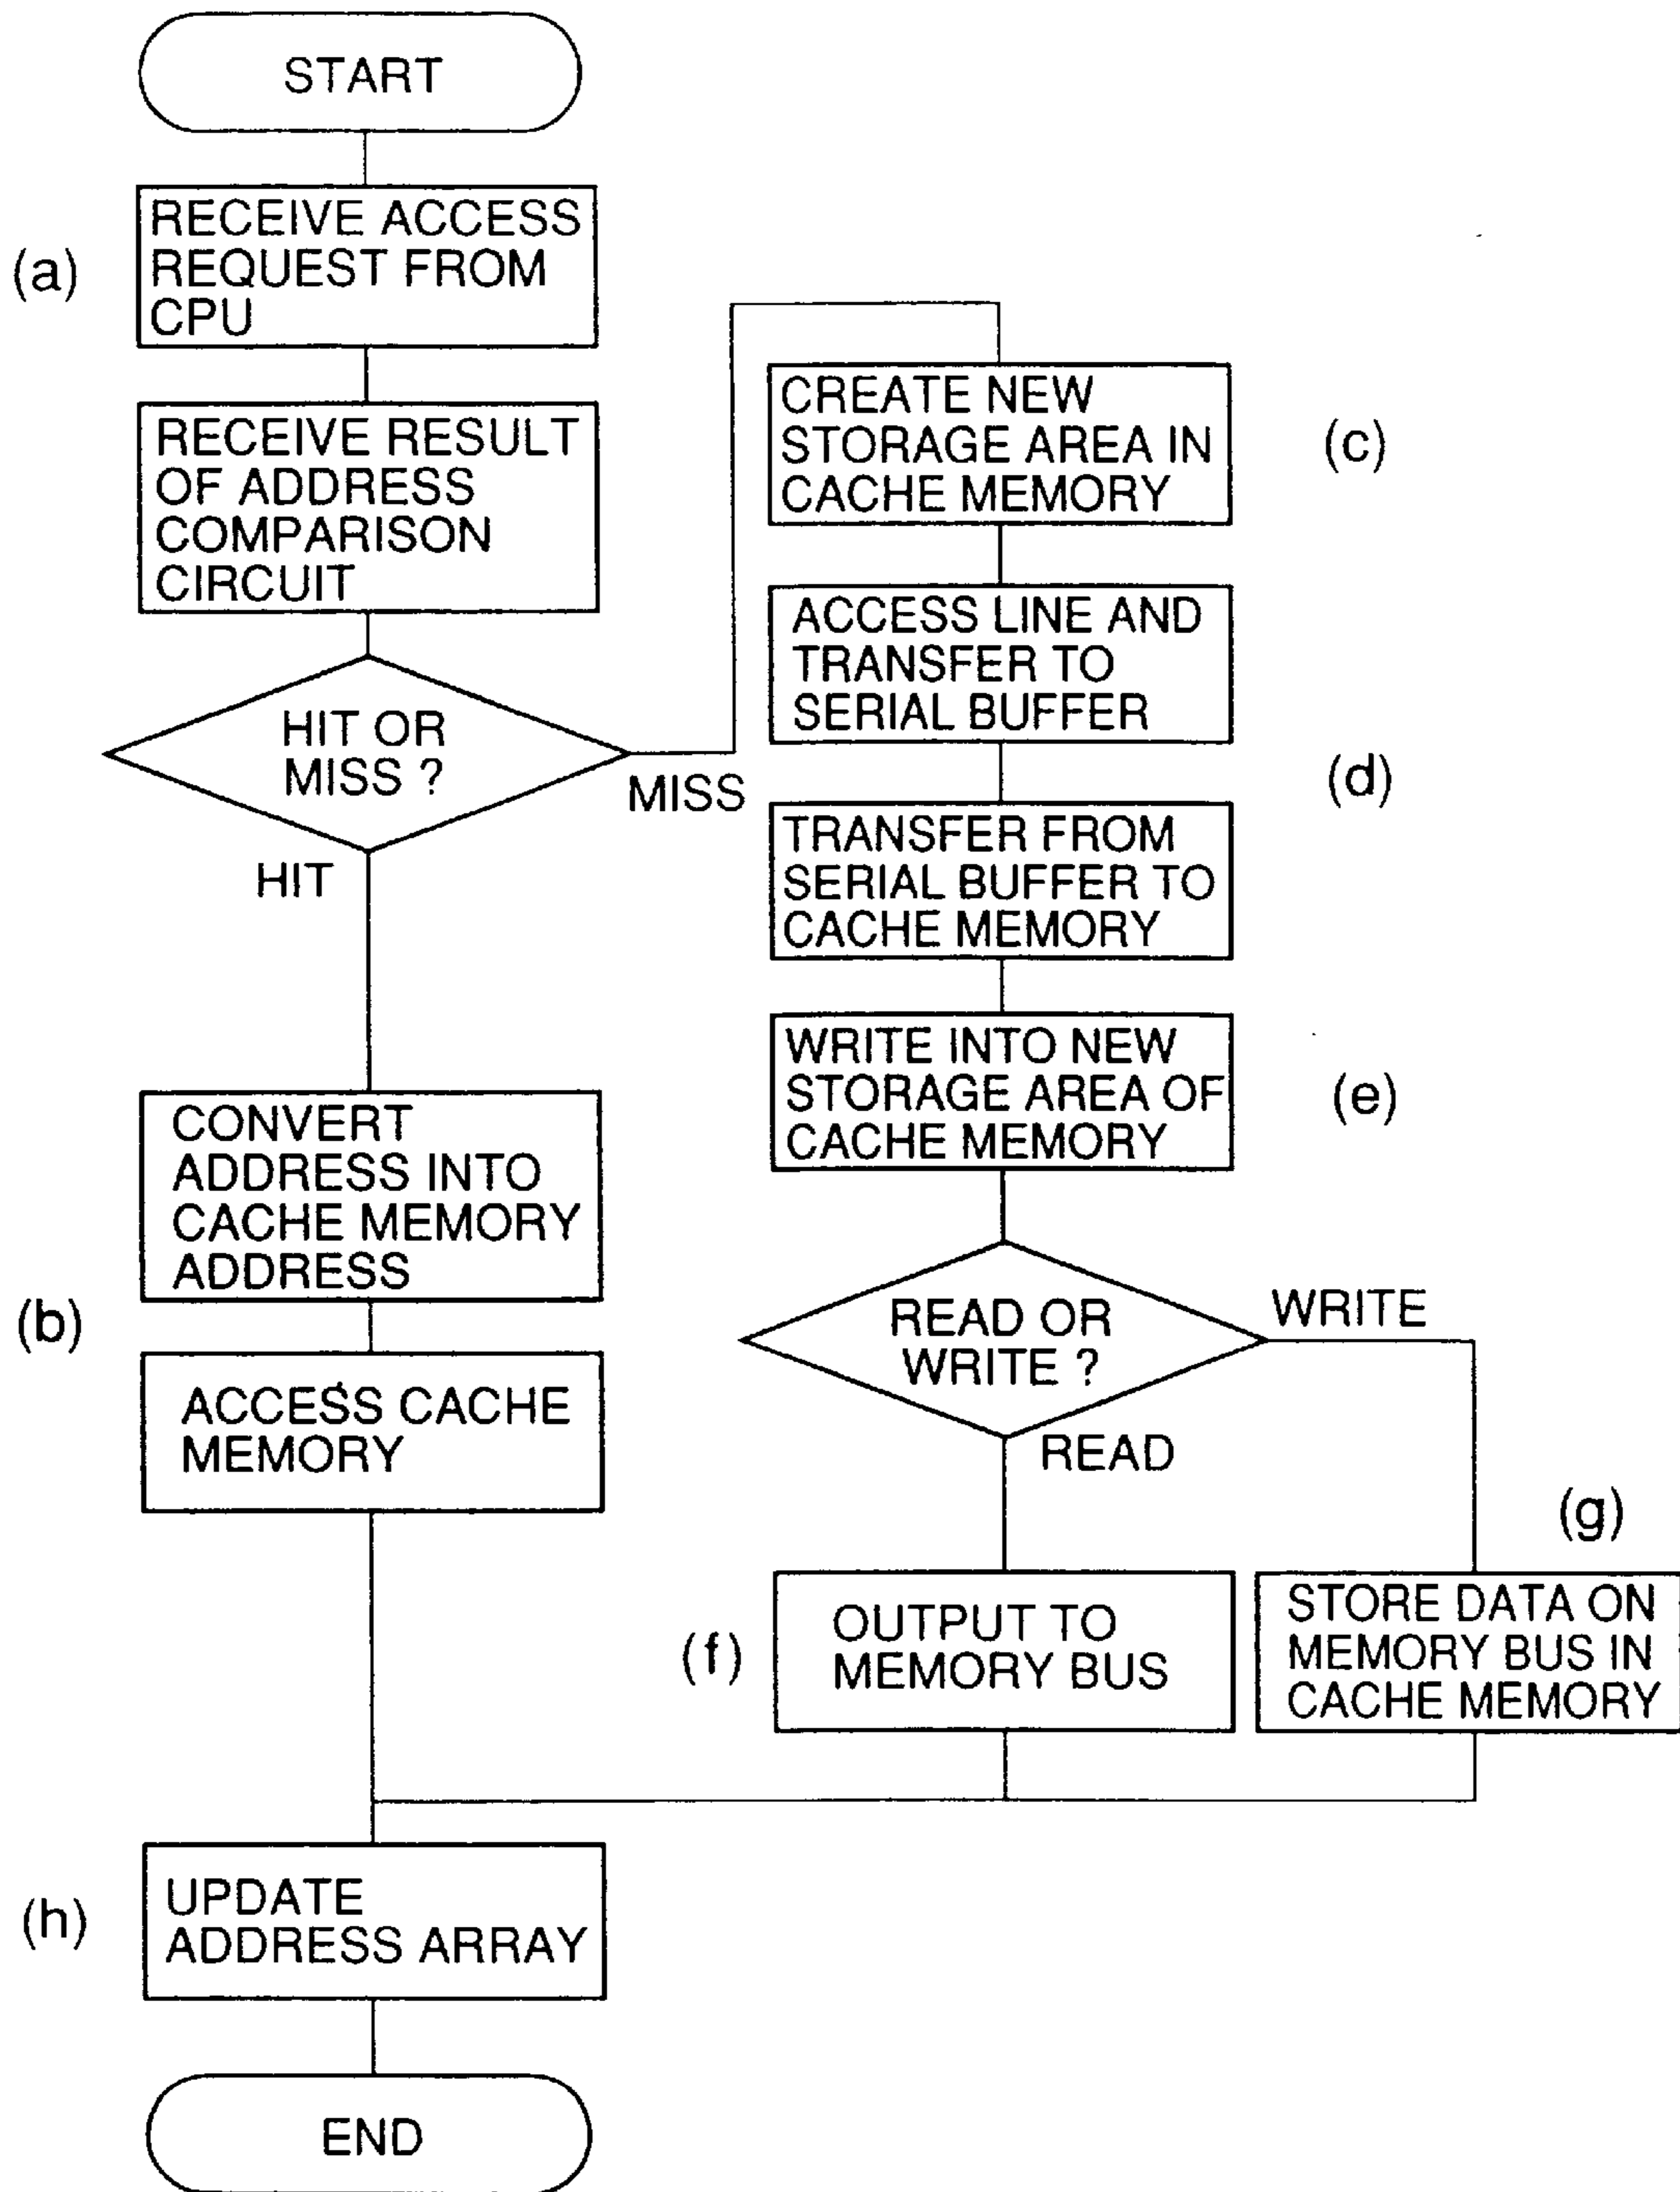 START
(a)
RECEIVE ACCESS
REQUEST FROM
CPU
RECEIVE RESULT
OF ADDRESS
COMPARISON
CIRCUIT
HIT OR
MISS ?
MISS
HIT
CREATE NEW
STORAGE AREA IN
CACHE MEMORY
(c)
ACCESS LINE AND
TRANSFER TO
SERIAL BUFFER
(d)
TRANSFER FROM
SERIAL BUFFER TO
CACHE MEMORY
WRITE INTO NEW
STORAGE AREA OF
CACHE MEMORY
(e)
CONVERT
ADDRESS INTO
CACHE MEMORY
ADDRESS
(b)
ACCESS CACHE
MEMORY
READ OR
WRITE ?
WRITE
READ
(g)
(f)
OUTPUT TO
MEMORY BUS
STORE DATA ON
MEMORY BUS IN
CACHE MEMORY
(h)
UPDATE
ADDRESS ARRAY
END